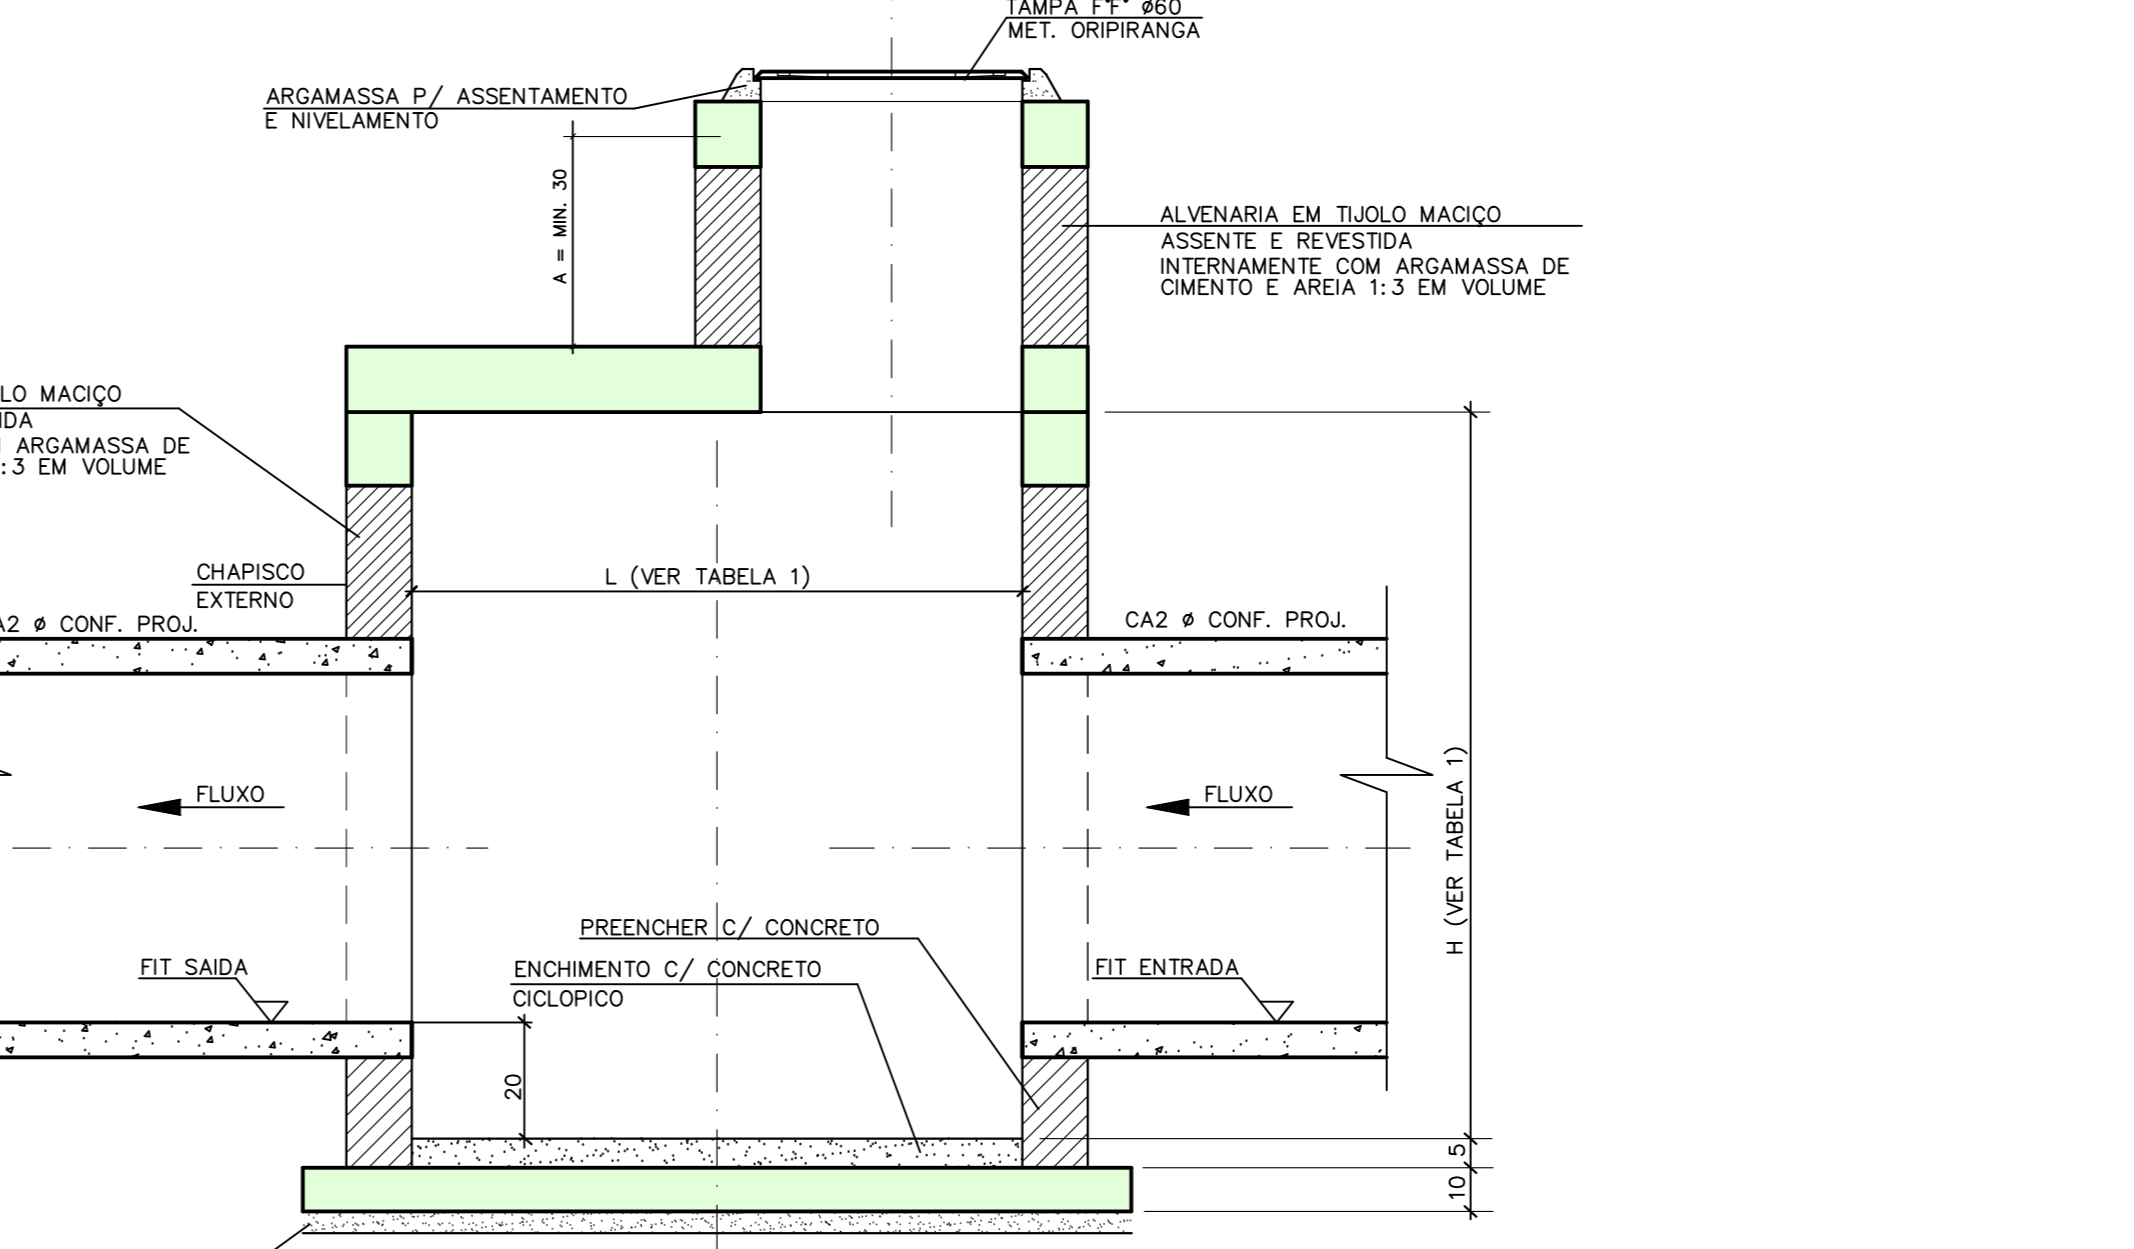 TAMPA F°F° ø60
MET. ORIPIRANGA
ARGAMASSA P/ ASSENTAMENTO
E NIVELAMENTO
A = MIN. 30
ALVENARIA EM TIJOLO MACIÇO
ASSENTE E REVESTIDA
INTERNAMENTE COM ARGAMASSA DE
CIMENTO E AREIA 1:3 EM VOLUME
LO MACIÇO
IDA
ARGAMASSA DE
:3 EM VOLUME
CHAPISCO
EXTERNO
L (VER TABELA 1)
A2 ø CONF. PROJ.
CA2 ø CONF. PROJ.
FLUXO
FLUXO
H (VER TABELA 1)
PREENCHER C/ CONCRETO
FIT SAIDA
ENCHIMENTO C/ CONCRETO
CICLOPICO
FIT ENTRADA
20
5
10